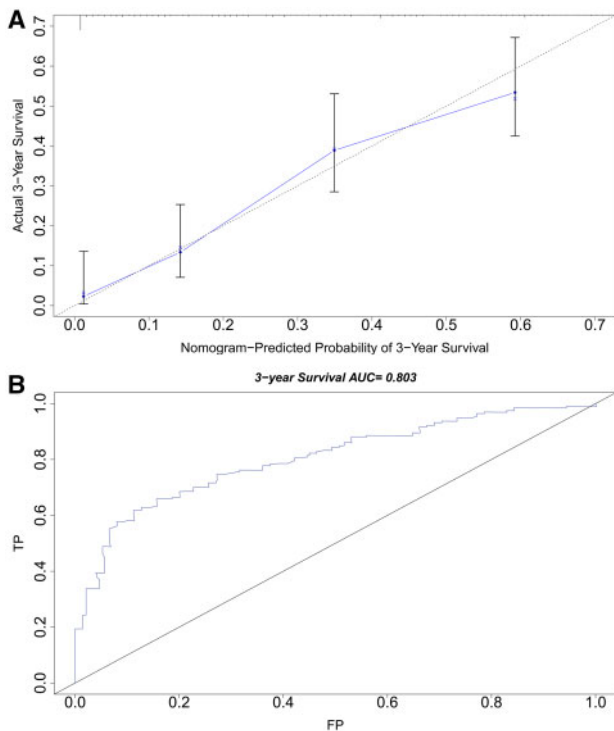 A
Actual 3−Year Survival
0.0 0.1 0.2 0.3 0.4 0.5 0.6 0.7
0.0 0.1 0.2 0.3 0.4 0.5 0.6 0.7
Nomogram−Predicted Probability of 3−Year Survival
B
3−year Survival AUC= 0.803
TP
0.0 0.2 0.4 0.6 0.8 1.0
0.0 0.2 0.4 0.6 0.8 1.0
FP